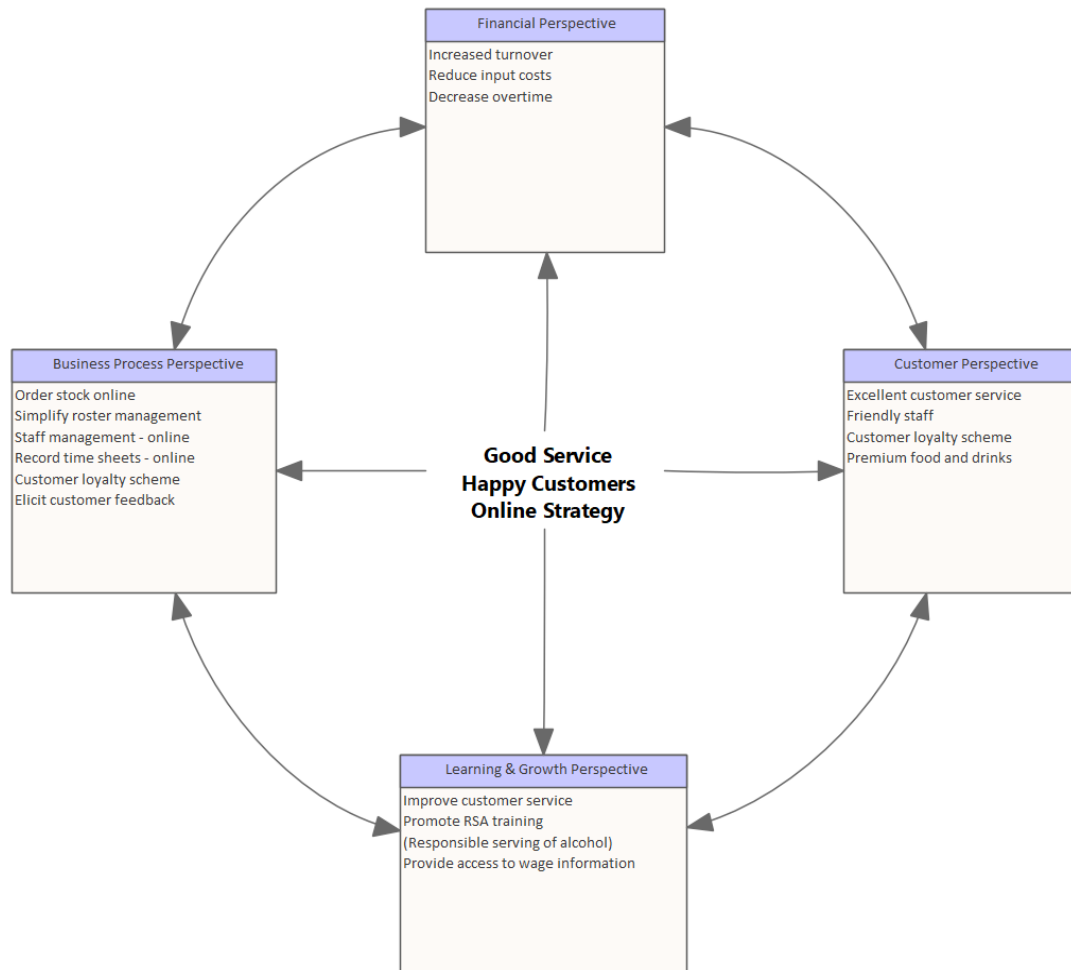 Financial Perspective
Increased turnover
Reduce input costs
Decrease overtime
Business Process Perspective
Order stock online
Simplify roster management
Staff management - online
Record time sheets - online
Customer loyalty scheme
Elicit customer feedback
Good Service
Happy Customers
Online Strategy
Customer Perspective
Excellent customer service
Friendly staff
Customer loyalty scheme
Premium food and drinks
Learning & Growth Perspective
Improve customer service
Promote RSA training
(Responsible serving of alcohol)
Provide access to wage information